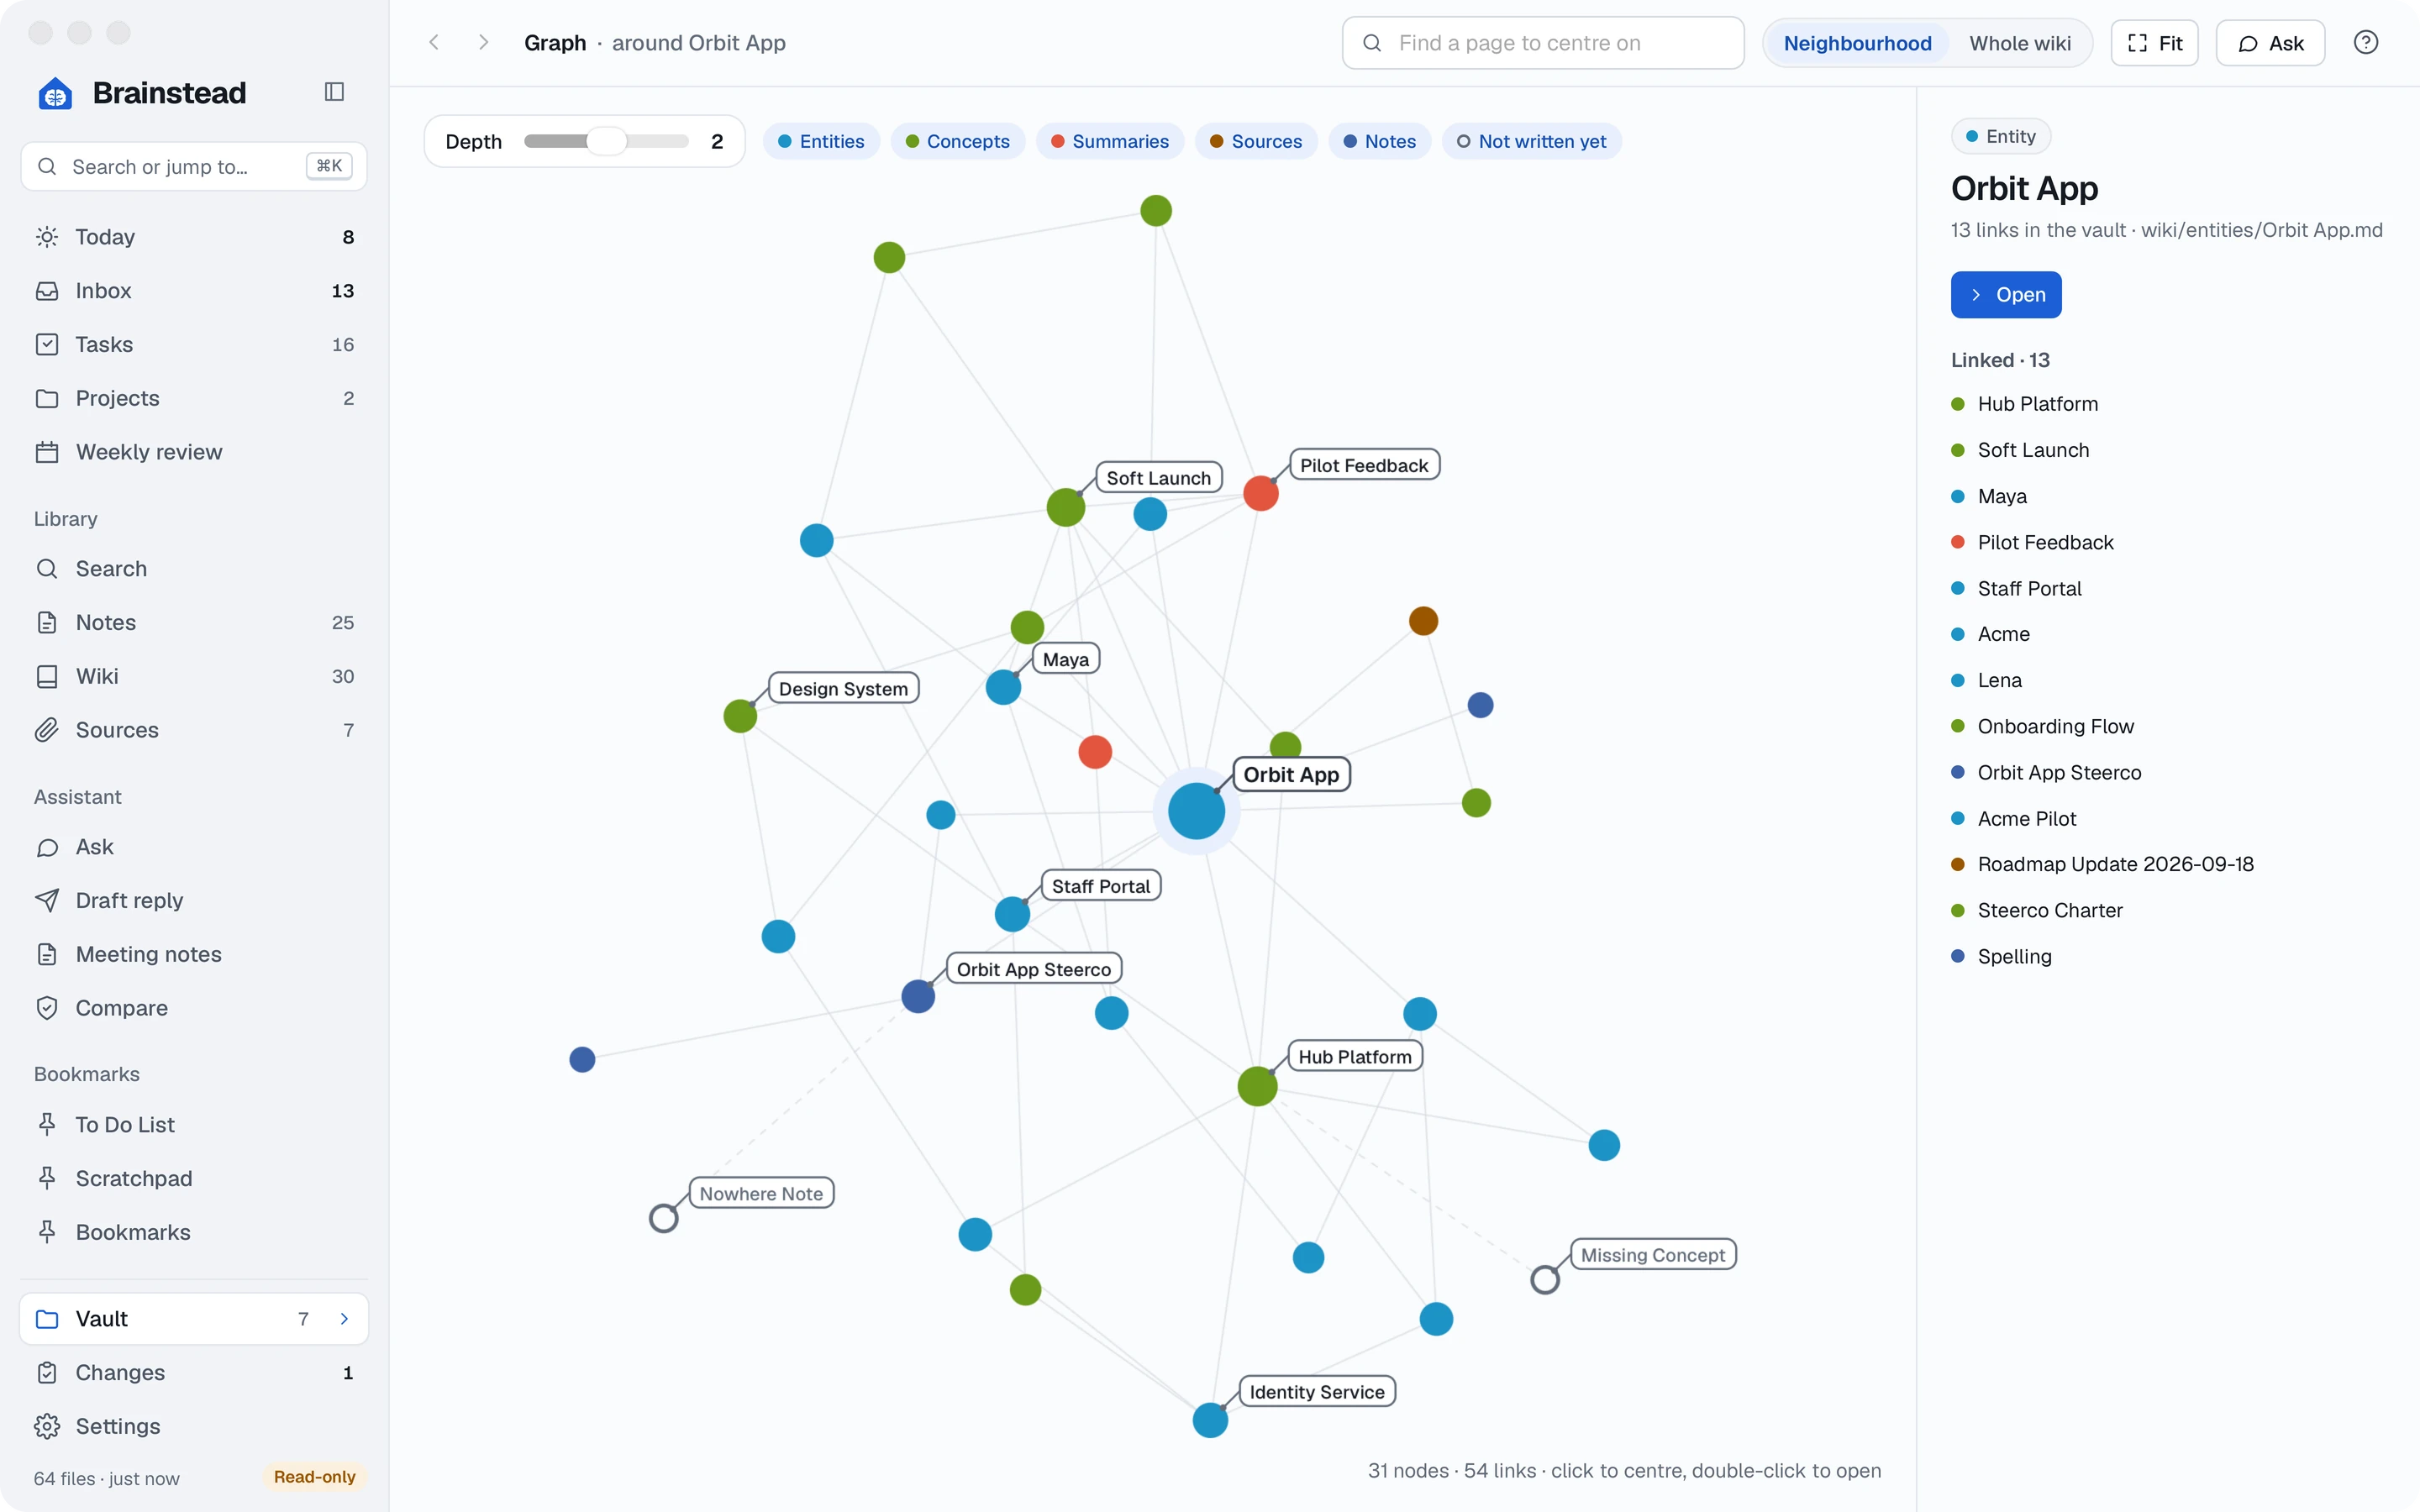 Brainstead
Search or jump to...
⌘K
Today 8
Inbox 13
Tasks 16
Projects 2
Weekly review
Library
Search
Notes 25
Wiki 30
Sources 7
Assistant
Ask
Draft reply
Meeting notes
Compare
Bookmarks
To Do List
Scratchpad
Bookmarks
Vault 7
Changes 1
Settings
64 files · just now Read-only
Graph · around Orbit App
Find a page to centre on
Neighbourhood Whole wiki
Fit
Ask
Depth 2
Entities Concepts Summaries Sources Notes Not written yet
Soft Launch
Pilot Feedback
Maya
Design System
Orbit App
Staff Portal
Orbit App Steerco
Hub Platform
Nowhere Note
Missing Concept
Identity Service
31 nodes · 54 links · click to centre, double-click to open
Entity
Orbit App
13 links in the vault · wiki/entities/Orbit App.md
Open
Linked · 13
Hub Platform
Soft Launch
Maya
Pilot Feedback
Staff Portal
Acme
Lena
Onboarding Flow
Orbit App Steerco
Acme Pilot
Roadmap Update 2026-09-18
Steerco Charter
Spelling